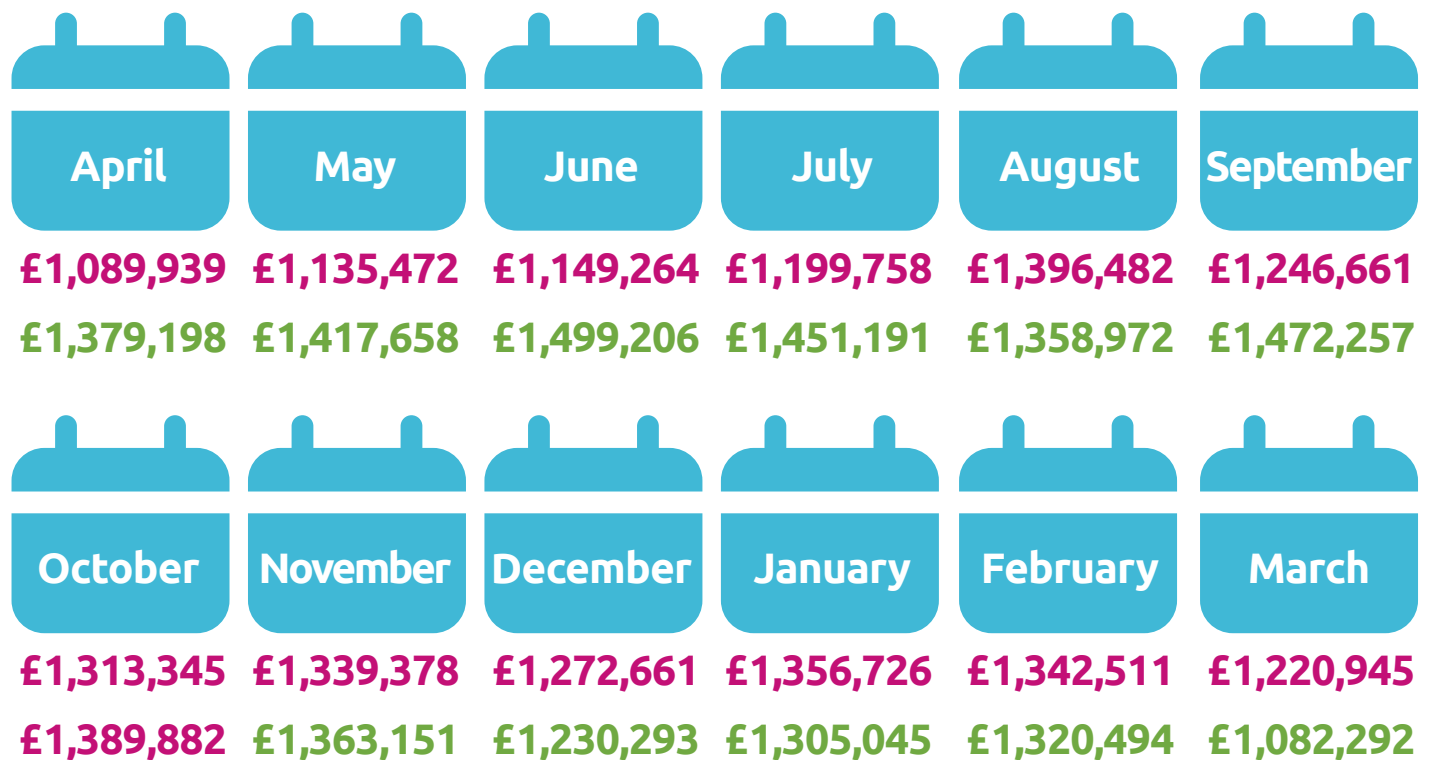 April May June July August September
£1,089,939 £1,135,472 £1,149,264 £1,199,758 £1,396,482 £1,246,661
£1,379,198 £1,417,658 £1,499,206 £1,451,191 £1,358,972 £1,472,257
October November December January February March
£1,313,345 £1,339,378 £1,272,661 £1,356,726 £1,342,511 £1,220,945
£1,389,882 £1,363,151 £1,230,293 £1,305,045 £1,320,494 £1,082,292